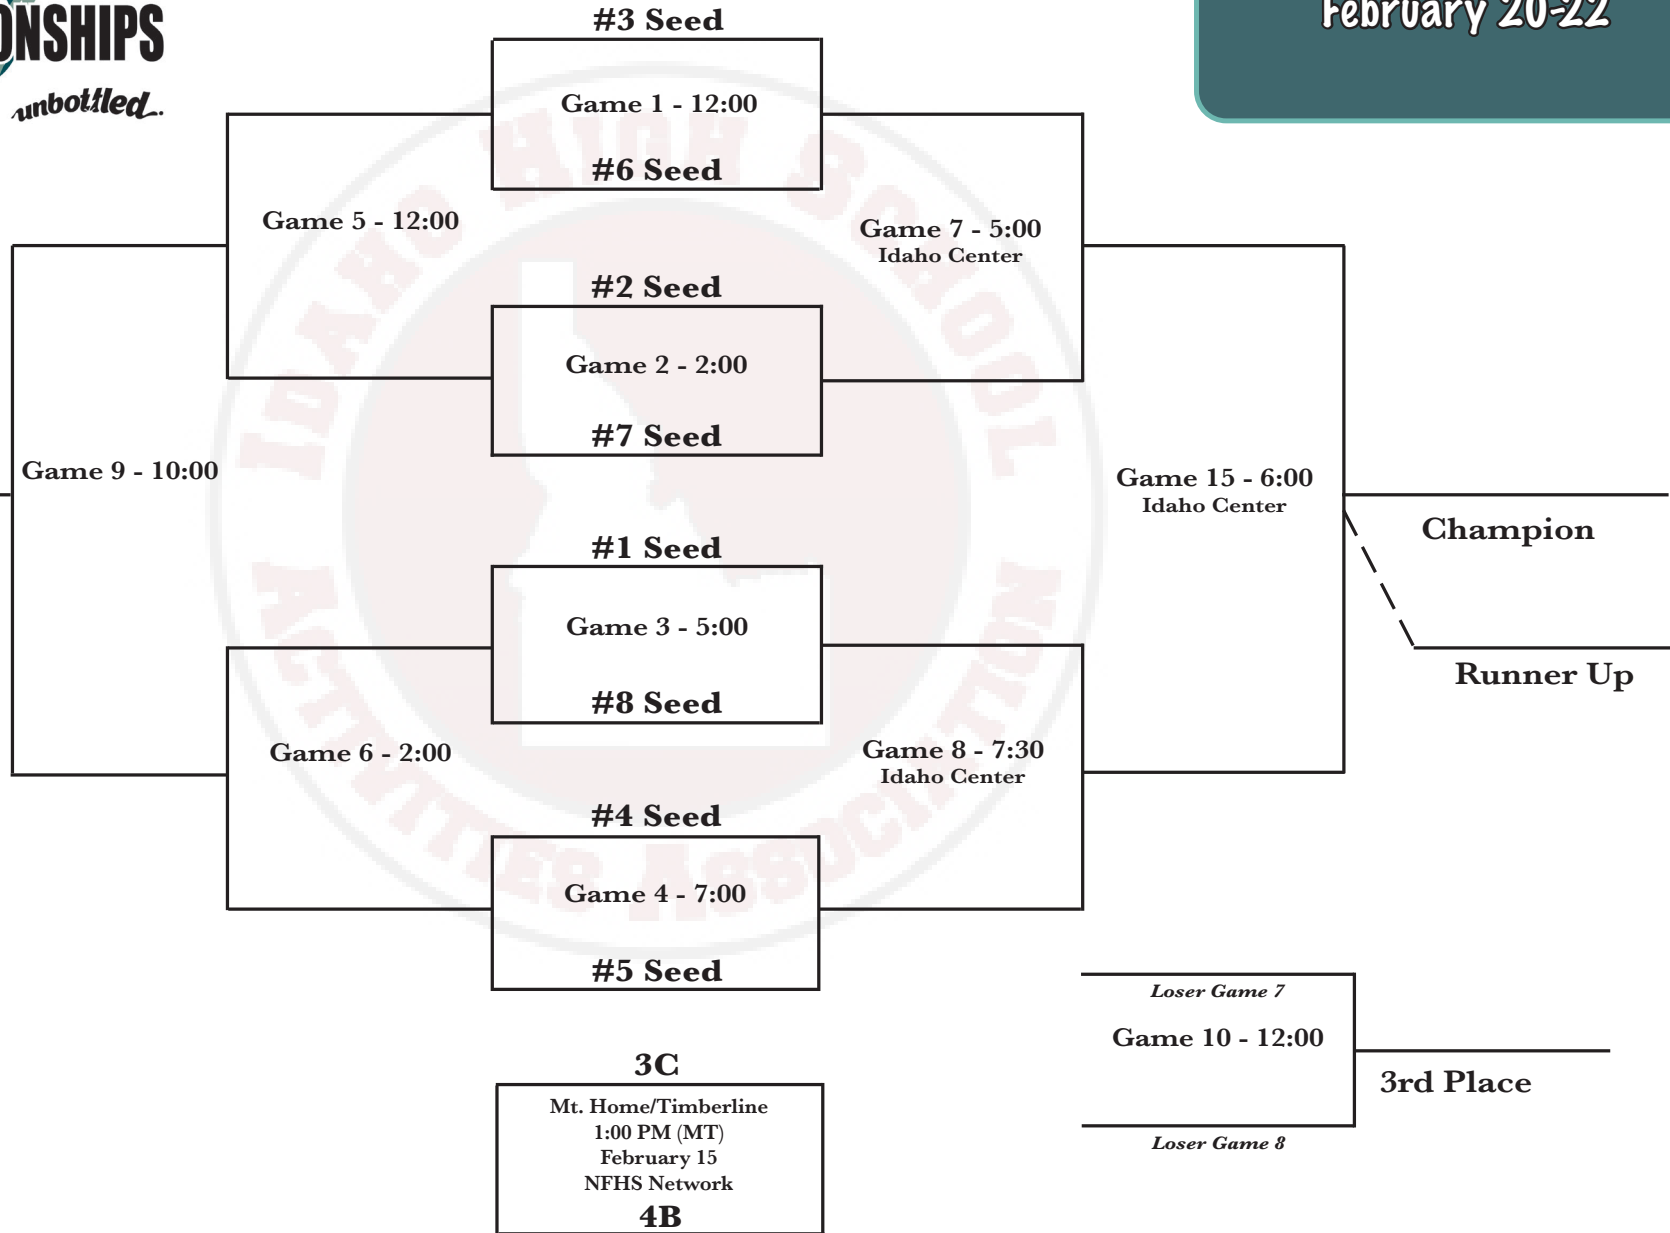 ONSHIPS
unbottled.
February 20-22
#3 Seed
Game 1 - 12:00
#6 Seed
Game 5 - 12:00
Game 7 - 5:00
Idaho Center
#2 Seed
Game 2 - 2:00
#7 Seed
Game 9 - 10:00
Game 15 - 6:00
Idaho Center
Champion
#1 Seed
Game 3 - 5:00
#8 Seed
Runner Up
Game 6 - 2:00
Game 8 - 7:30
Idaho Center
#4 Seed
Game 4 - 7:00
#5 Seed
Loser Game 7
Game 10 - 12:00
3rd Place
Loser Game 8
3C
Mt. Home/Timberline
1:00 PM (MT)
February 15
NFHS Network
4B
IDAHO HIGH SCHOOL
ACTIVITIES ASSOCIATION